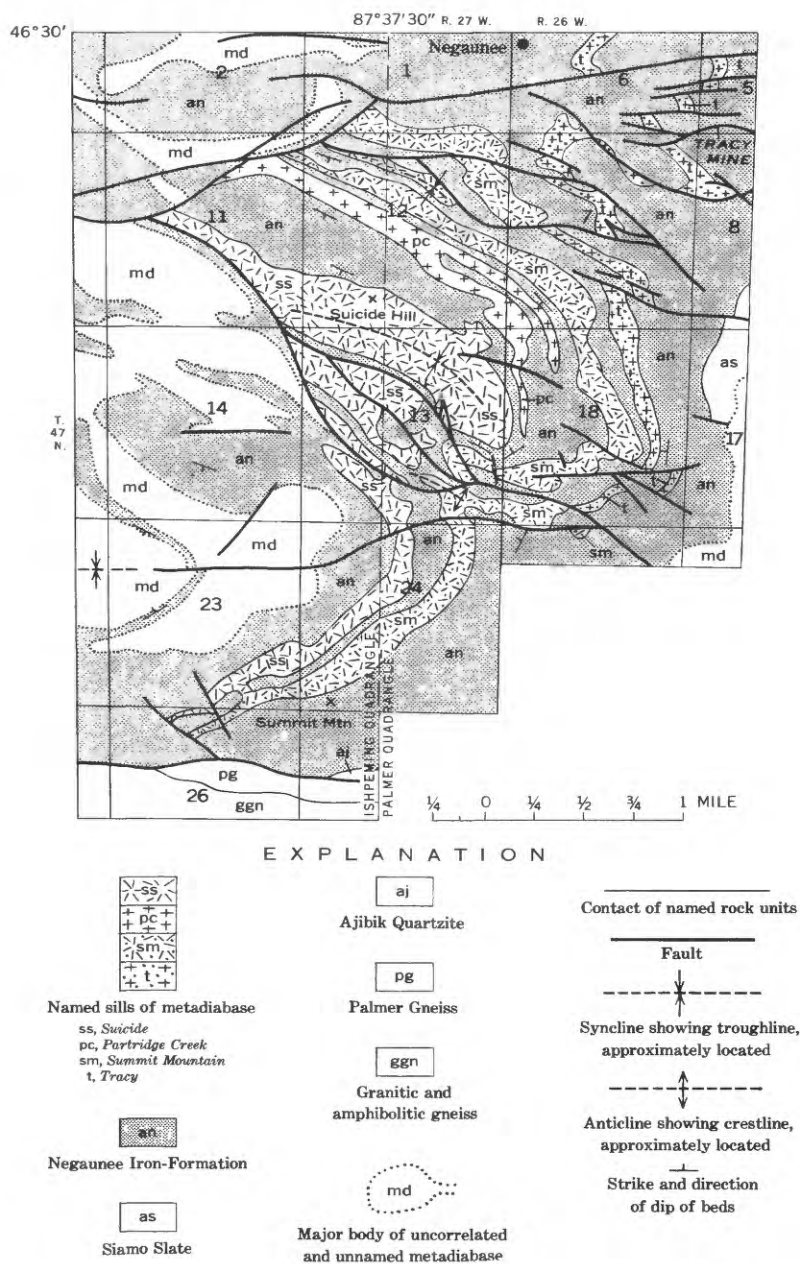 46°30'
87°37'30" R. 27 W. R. 26 W.
Negaunee
md
2
1
6
t
t
5
an
an
t
md
TRACY
MINE
t
sm
11
12
7
an
8
an
pc
md
ss
sm
Suicide Hill
t
an
as
T.
47
N.
14
ss
13
ss
pc
18
17
an
an
md
ss
sm
an
t
md
sm
an
sm
md
md
an
23
24
sm
ss
an
Summit Mtn
aj
pg
26
ggn
ISHPEMING QUADRANGLE
PALMER QUADRANGLE
¼ 0 ¼ ½ ¾ 1 MILE
EXPLANATION
ss
pc
sm
t
Named sills of metadiabase
ss, Suicide
pc, Partridge Creek
sm, Summit Mountain
t, Tracy
an
Negaunee Iron-Formation
as
Siamo Slate
aj
Ajibik Quartzite
pg
Palmer Gneiss
ggn
Granitic and
amphibolitic gneiss
md
Major body of uncorrelated
and unnamed metadiabase
Contact of named rock units
Fault
Syncline showing troughline,
approximately located
Anticline showing crestline,
approximately located
Strike and direction
of dip of beds